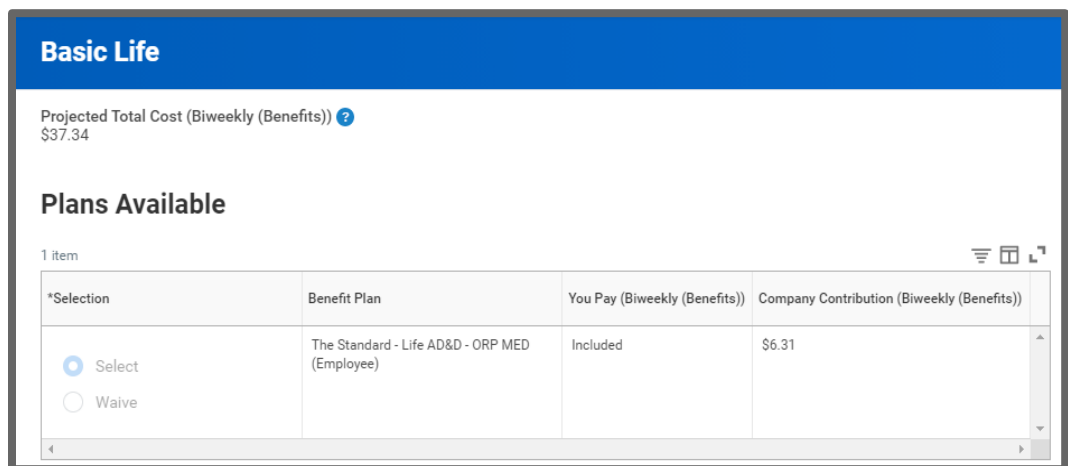 Basic Life
Projected Total Cost (Biweekly (Benefits)) ?
$37.34
Plans Available
1 item
*Selection Benefit Plan You Pay (Biweekly (Benefits)) Company Contribution (Biweekly (Benefits))
Select
Waive
The Standard - Life AD&D - ORP MED
(Employee)
Included
$6.31